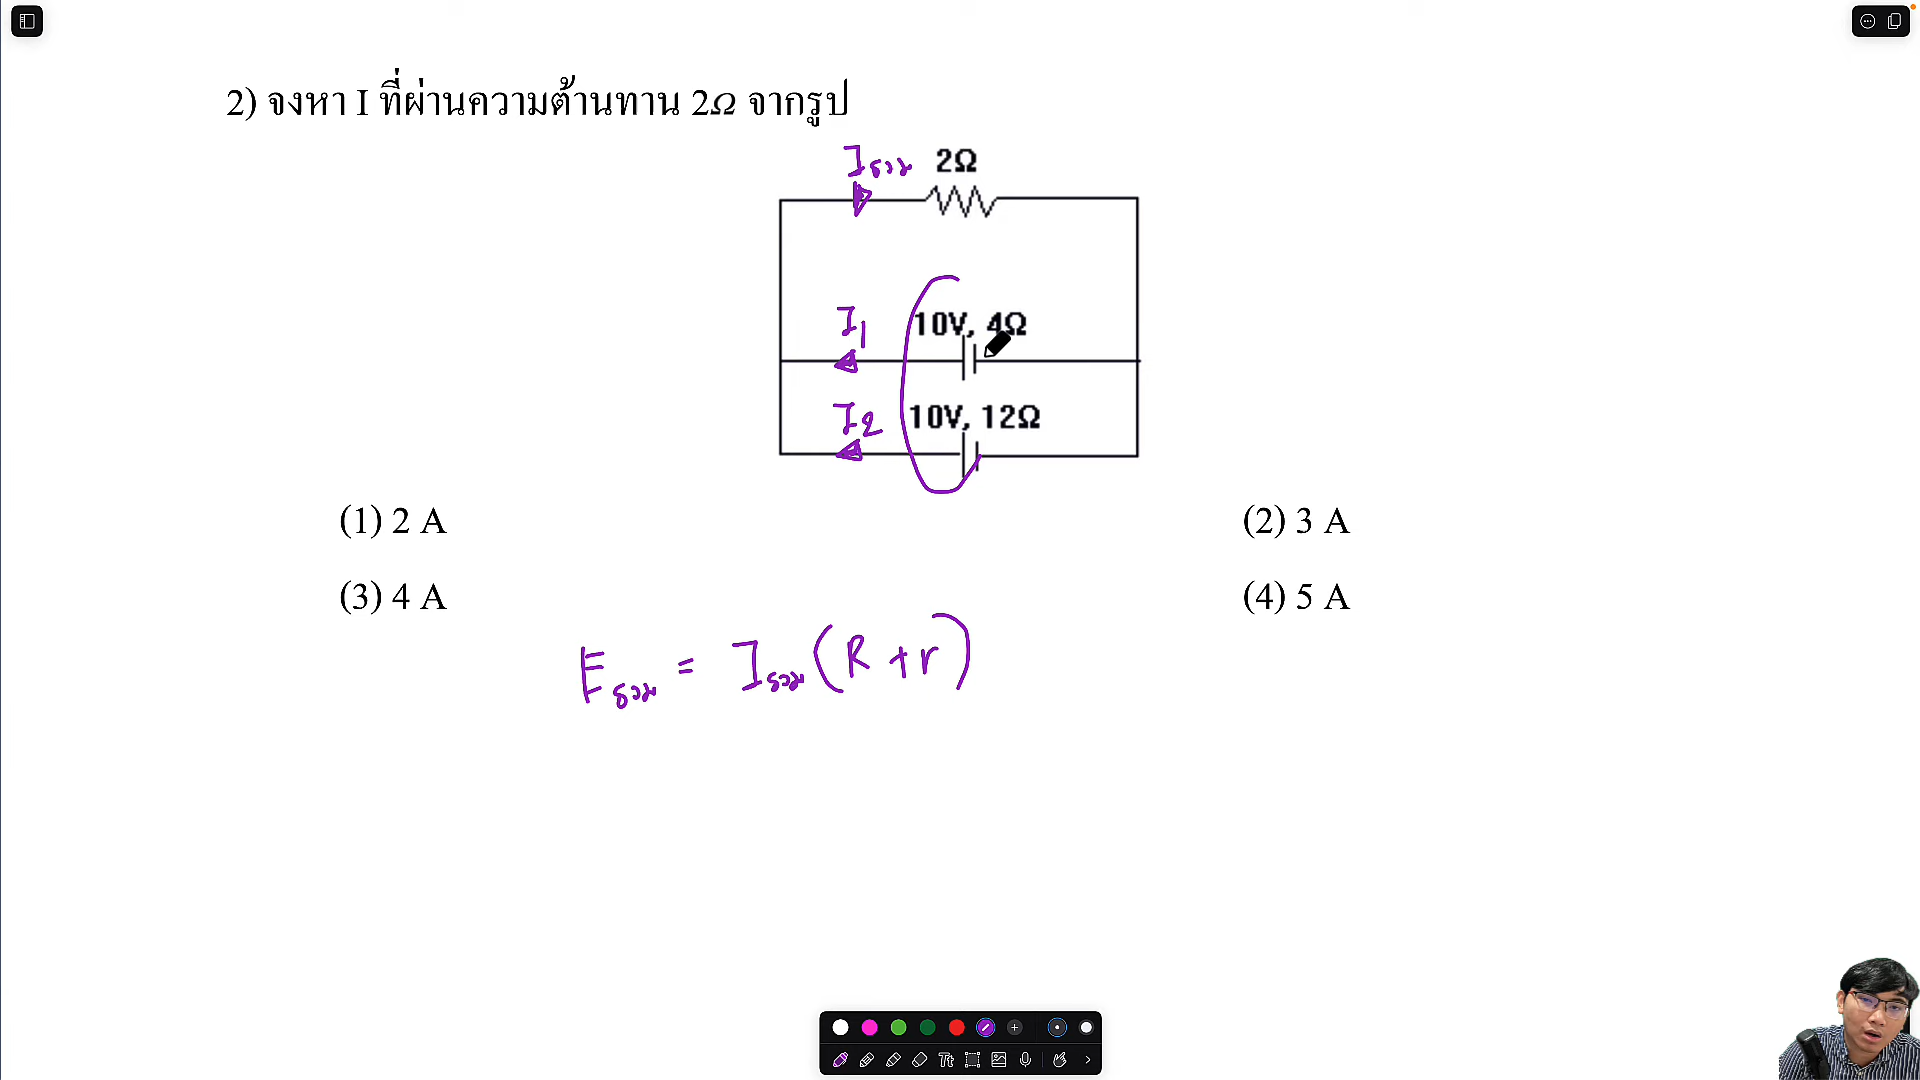 2) จงหา I ที่ผ่านความต้านทาน 2Ω จากรูป
Iรวม 2Ω
I1 10V, 4Ω
I2 10V, 12Ω
(1) 2 A (2) 3 A
(3) 4 A (4) 5 A
Eรวม = Iรวม (R + r)
Tt